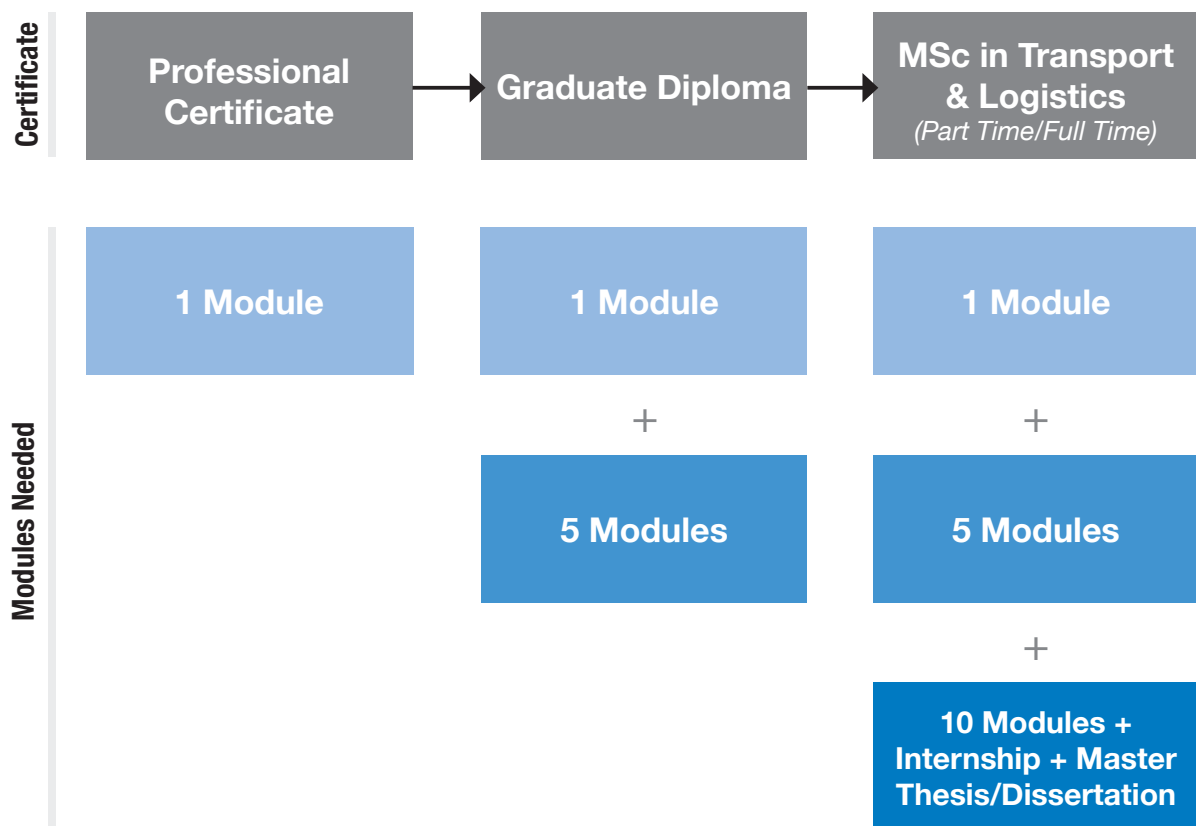 Certificate
Professional
Certificate
Graduate Diploma
MSc in Transport
& Logistics
(Part Time/Full Time)
Modules Needed
1 Module
1 Module
1 Module
+
+
5 Modules
5 Modules
+
10 Modules +
Internship + Master
Thesis/Dissertation